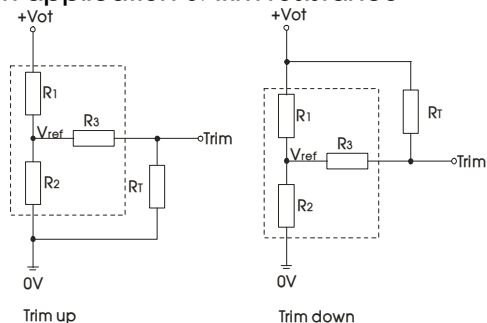 +Vot
R1
Vref
R3
Trim
R2
RT
0V
Trim up
+Vot
R1
RT
Vref
R3
Trim
R2
0V
Trim down